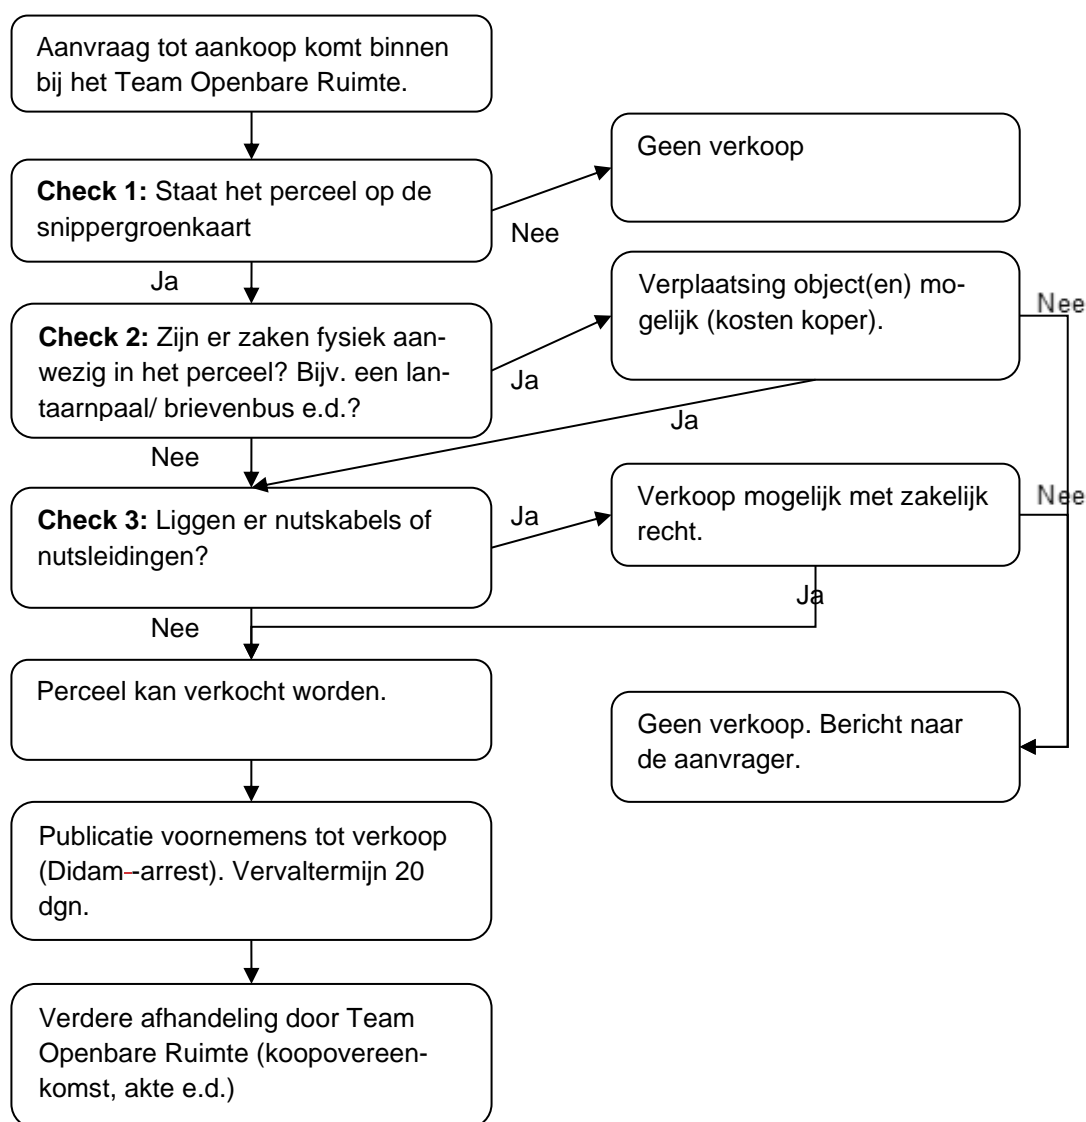 Aanvraag tot aankoop komt binnen
bij het Team Openbare Ruimte.
Geen verkoop
Check 1: Staat het perceel op de
snippergroenkaart
Nee
Ja
Verplaatsing object(en) mo-
gelijk (kosten koper).
Nee
Check 2: Zijn er zaken fysiek aan-
wezig in het perceel? Bijv. een lan-
taarnpaal/ brievenbus e.d.?
Ja
Ja
Nee
Verkoop mogelijk met zakelijk
recht.
Nee
Check 3: Liggen er nutskabels of
nutsleidingen?
Ja
Ja
Nee
Perceel kan verkocht worden.
Geen verkoop. Bericht naar
de aanvrager.
Publicatie voornemens tot verkoop
(Didam--arrest). Vervaltermijn 20
dgn.
Verdere afhandeling door Team
Openbare Ruimte (koopovereen-
komst, akte e.d.)